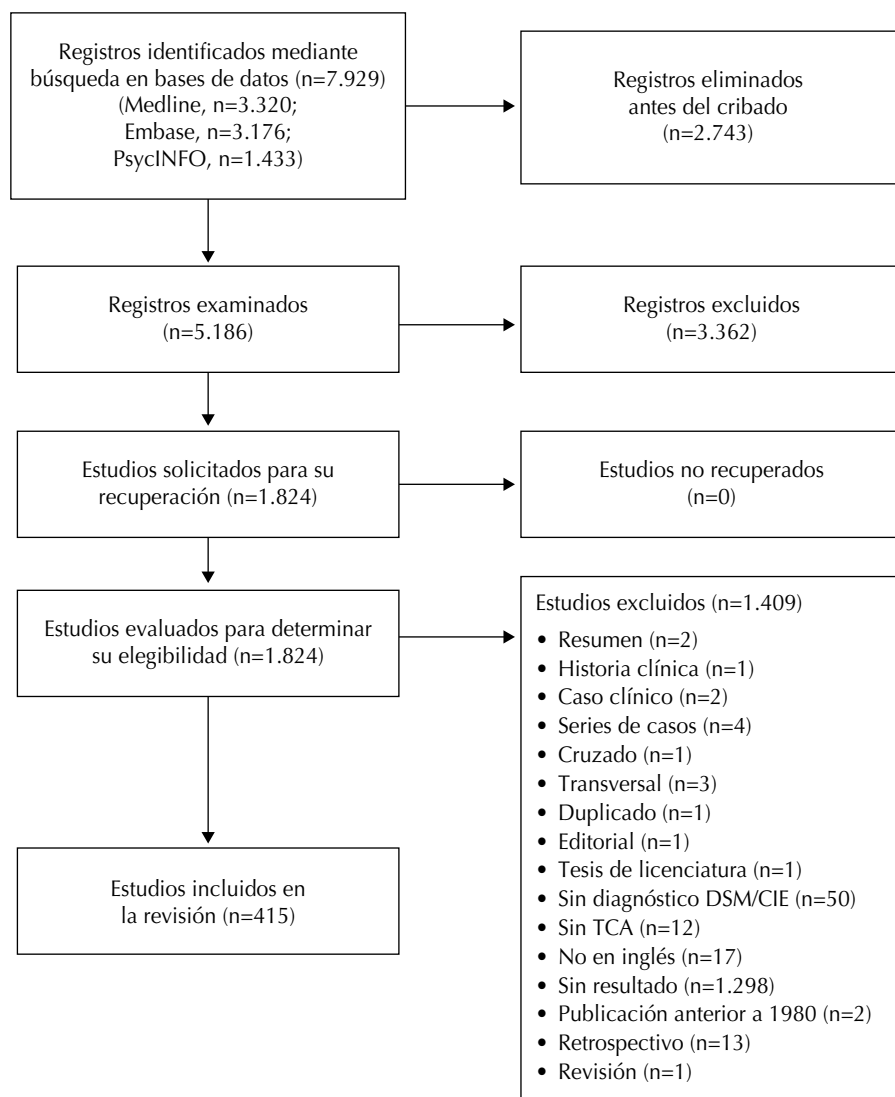 Registros identificados mediante
búsqueda en bases de datos (n=7.929)
(Medline, n=3.320;
Embase, n=3.176;
PsycINFO, n=1.433)
Registros eliminados
antes del cribado
(n=2.743)
Registros examinados
(n=5.186)
Registros excluidos
(n=3.362)
Estudios solicitados para su
recuperación (n=1.824)
Estudios no recuperados
(n=0)
Estudios evaluados para determinar
su elegibilidad (n=1.824)
Estudios excluidos (n=1.409)
• Resumen (n=2)
• Historia clínica (n=1)
• Caso clínico (n=2)
• Series de casos (n=4)
• Cruzado (n=1)
• Transversal (n=3)
• Duplicado (n=1)
• Editorial (n=1)
• Tesis de licenciatura (n=1)
• Sin diagnóstico DSM/CIE (n=50)
• Sin TCA (n=12)
• No en inglés (n=17)
• Sin resultado (n=1.298)
• Publicación anterior a 1980 (n=2)
• Retrospectivo (n=13)
• Revisión (n=1)
Estudios incluidos en
la revisión (n=415)